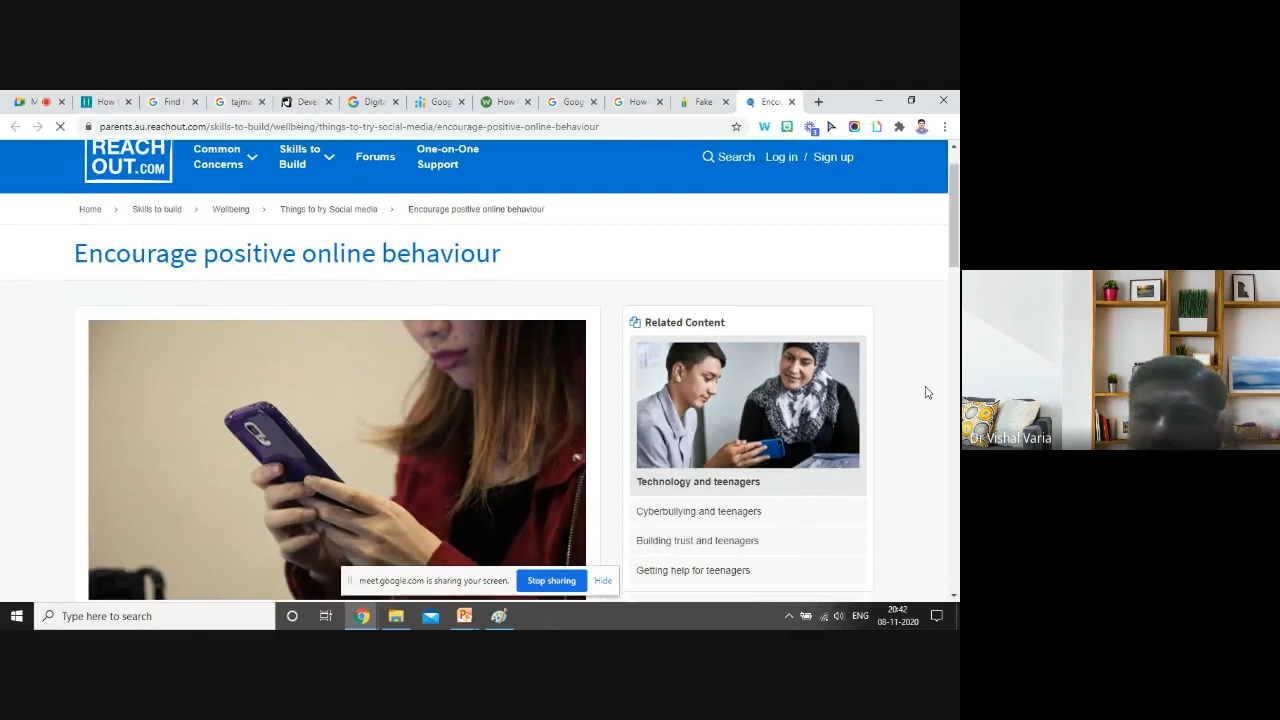 M
How
Find
tajm
Deve
Digita
Goog
How
Goog
How
Fake
Encou
parents.au.reachout.com/skills-to-build/wellbeing/things-to-try-social-media/encourage-positive-online-behaviour
REACH
OUT.COM
Common
Concerns
Skills to
Build
Forums
One-on-One
Support
Search
Log in / Sign up
Home > Skills to build > Wellbeing > Things to try Social media > Encourage positive online behaviour
Encourage positive online behaviour
Related Content
Technology and teenagers
Cyberbullying and teenagers
Building trust and teenagers
Getting help for teenagers
meet.google.com is sharing your screen.
Stop sharing
Hide
Dr Vishal Varia
Type here to search
ENG
20:42
08-11-2020